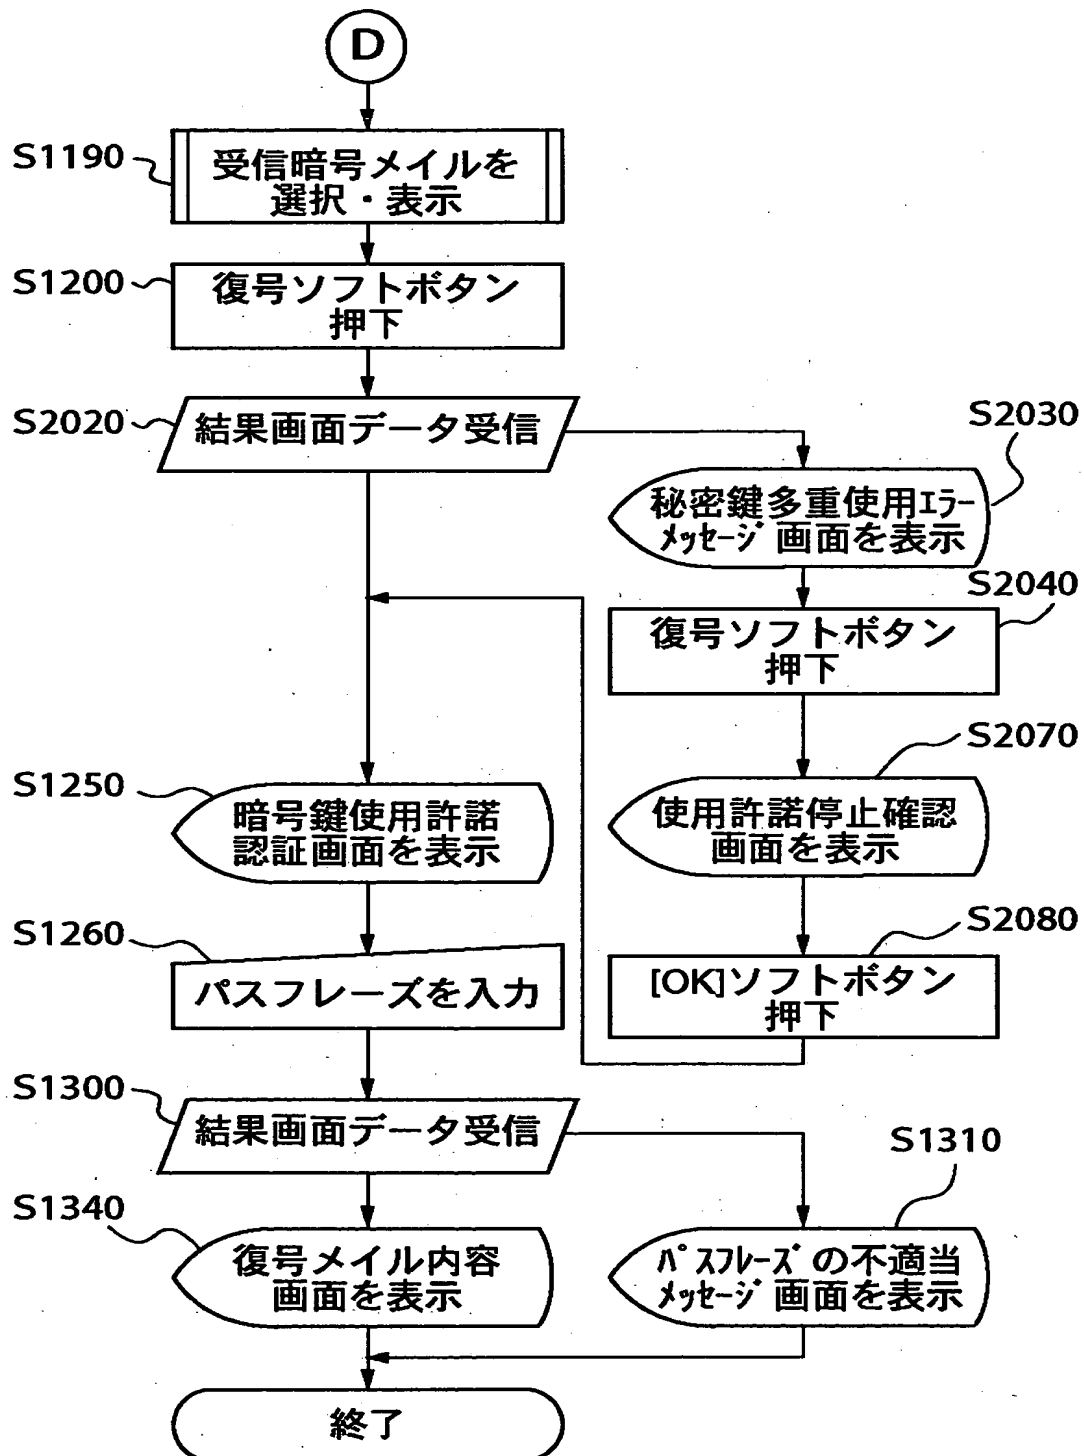 D
S1190
受信暗号メイルを
選択・表示
S1200
復号ソフトボタン
押下
S2020
結果画面データ受信
S2030
秘密鍵多重使用ｴﾗｰ
ﾒｯｾｰｼﾞ画面を表示
S2040
復号ソフトボタン
押下
S2070
使用許諾停止確認
画面を表示
S1250
暗号鍵使用許諾
認証画面を表示
S2080
[OK]ソフトボタン
押下
S1260
パスフレーズを入力
S1300
結果画面データ受信
S1310
ﾊﾟｽﾌﾚｰｽﾞの不適当
ﾒｯｾｰｼﾞ画面を表示
S1340
復号メイル内容
画面を表示
終了